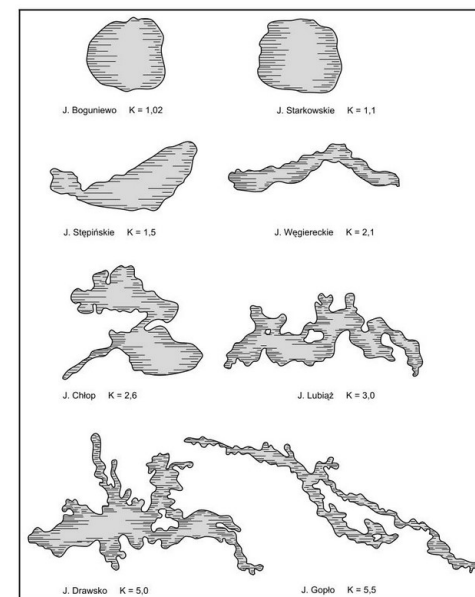 J. Boguniewo K = 1,02
J. Starkowskie K = 1,1
J. Stępińskie K = 1,5
J. Węgiereckie K = 2,1
J. Chłop K = 2,6
J. Lubiąż K = 3,0
J. Drawsko K = 5,0
J. Gopło K = 5,5